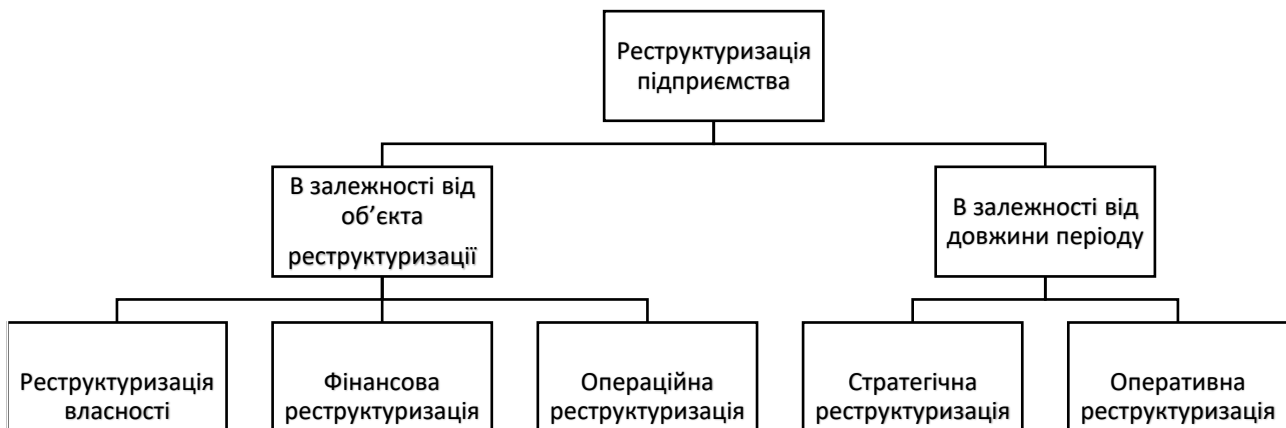 Реструктуризація
підприємства
В залежності від
об’єкта
реструктуризації
В залежності від
довжини періоду
Реструктуризація
власності
Фінансова
реструктуризація
Операційна
реструктуризація
Стратегічна
реструктуризація
Оперативна
реструктуризація